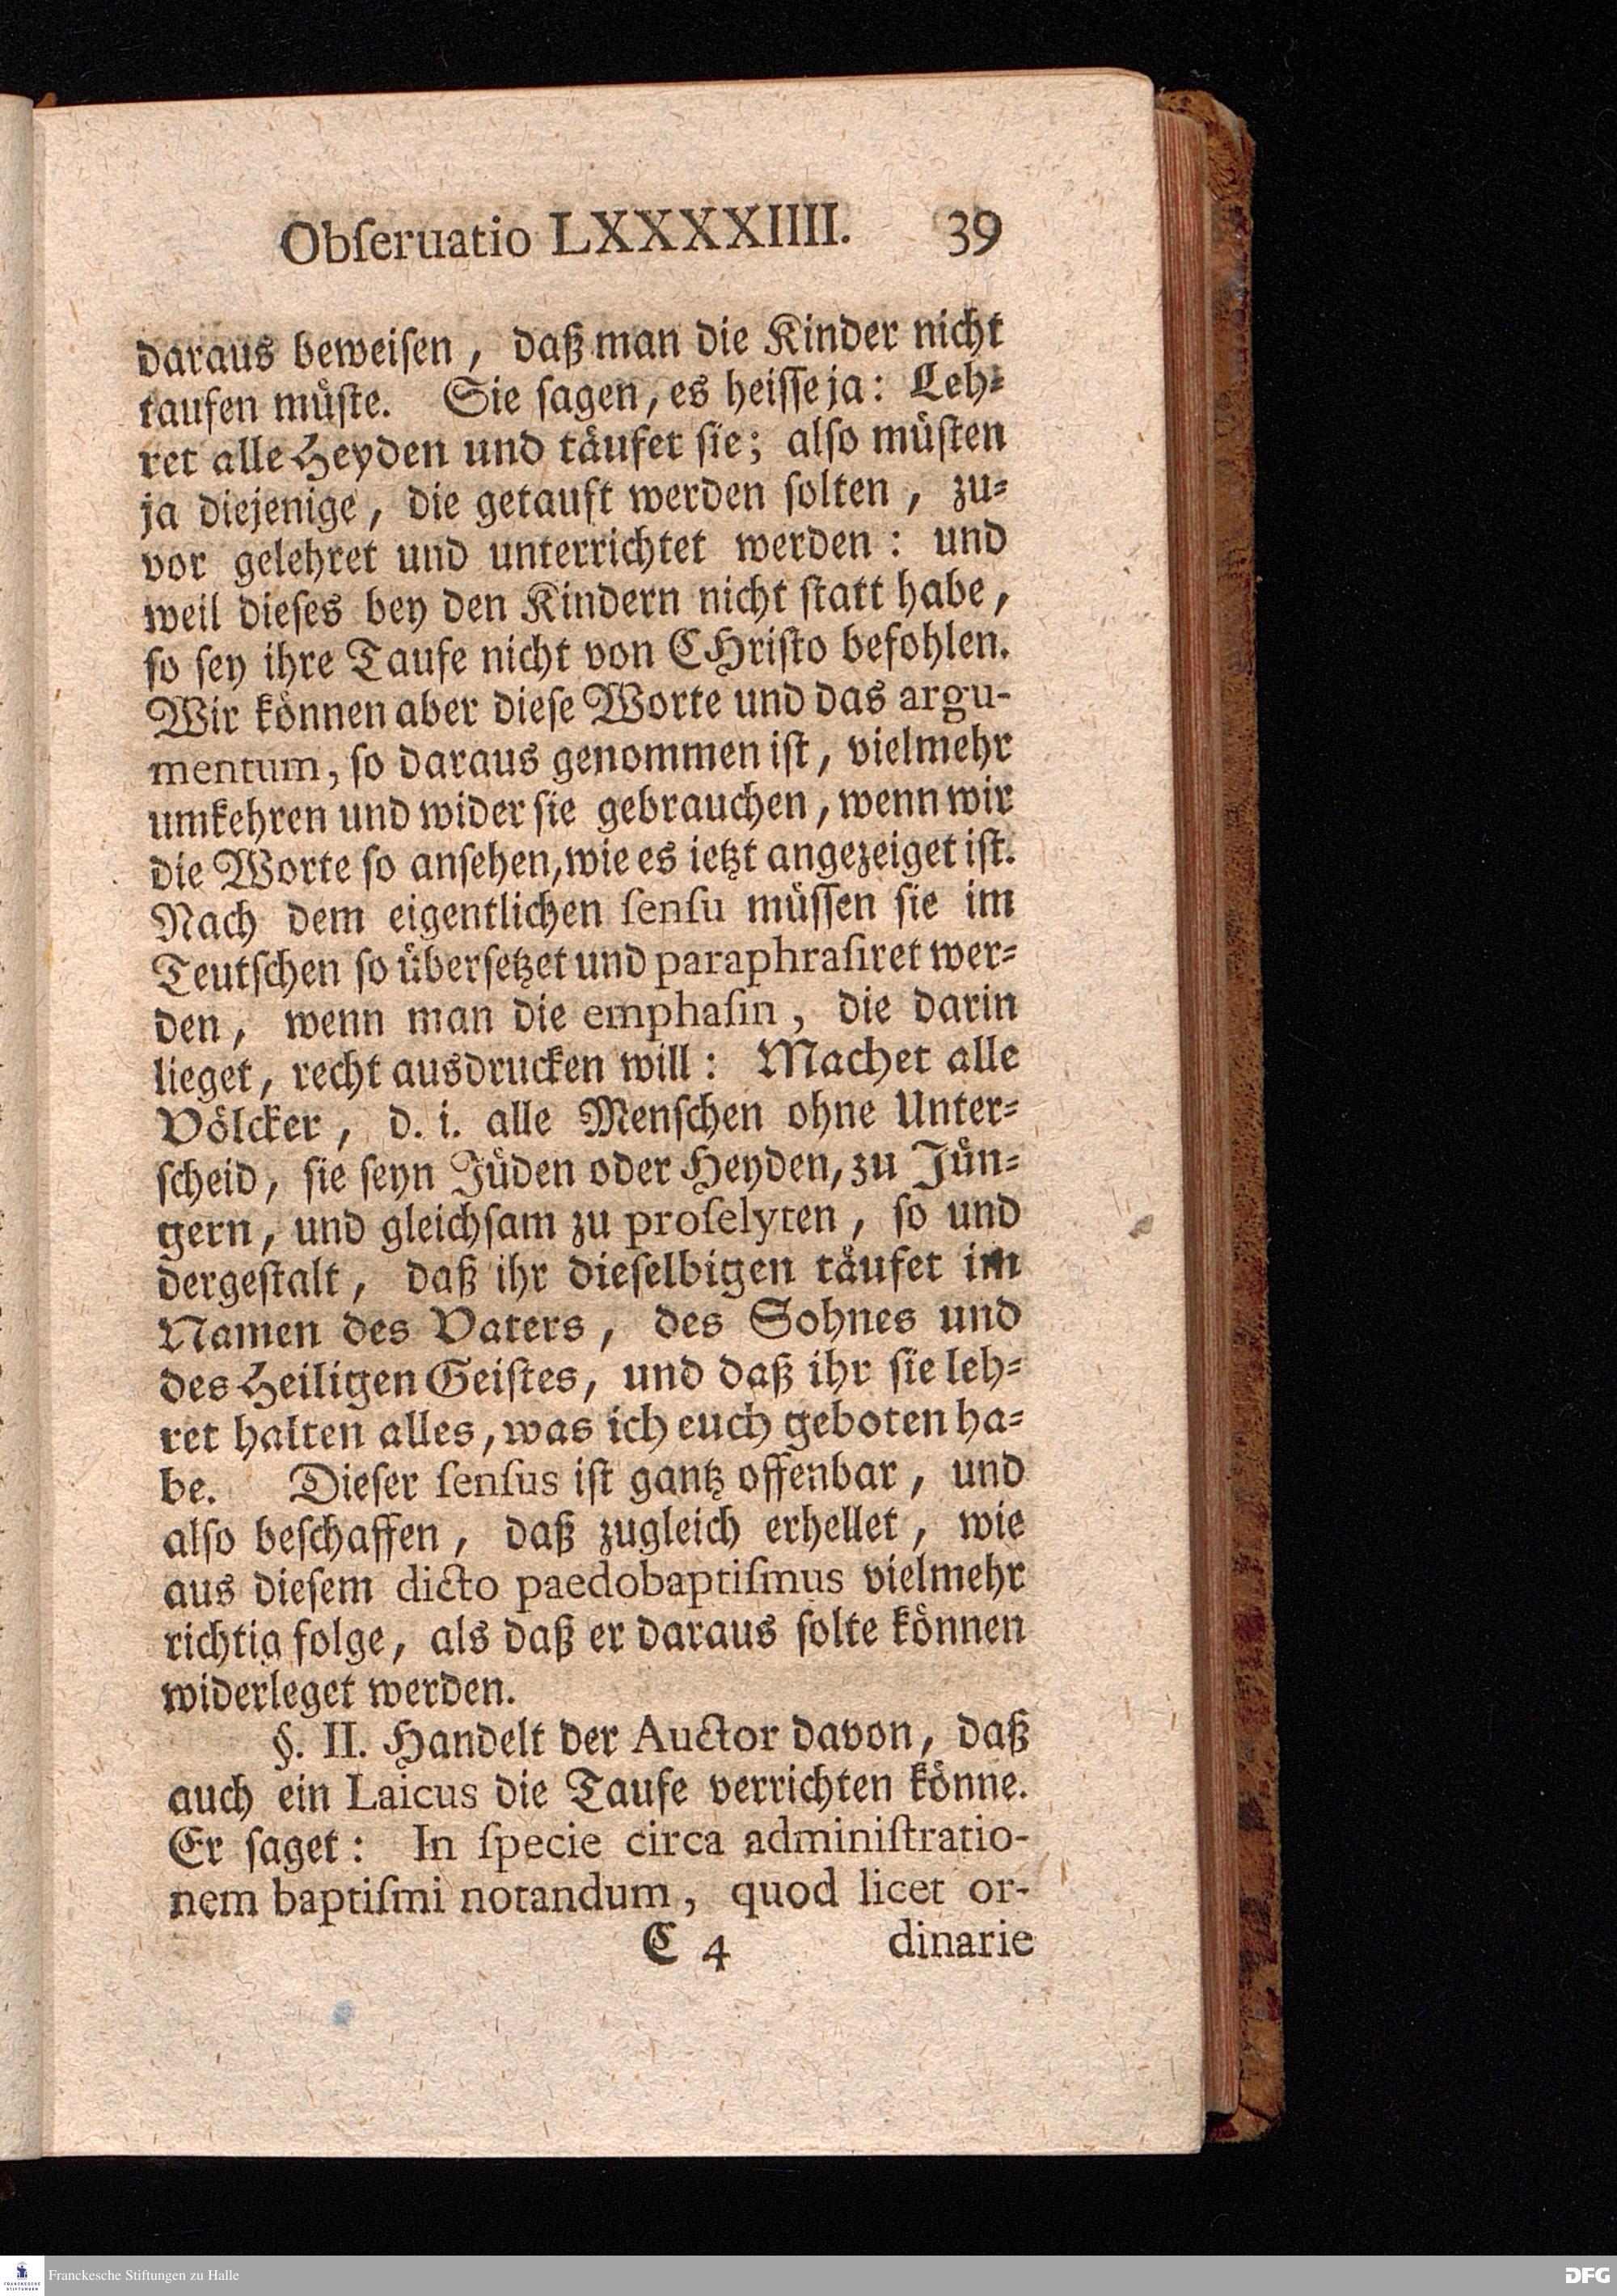 Obſeruatio LXXXXIIII. 39
daraus beweiſen, daß man die Kinder nicht
taufen müſte. Sie ſagen, es heiſſe ja: Leh-
ret alle Heyden und täufet ſie; alſo müſten
ja diejenige, die getauft werden ſolten, zu-
vor gelehret und unterrichtet werden: und
weil dieſes bey den Kindern nicht ſtatt habe,
ſo ſey ihre Taufe nicht von CHriſto befohlen.
Wir können aber dieſe Worte und das argu-
mentum, ſo daraus genommen iſt, vielmehr
umkehren und wider ſie gebrauchen, wenn wir
die Worte ſo anſehen, wie es ietzt angezeiget iſt.
Nach dem eigentlichen ſenſu müſſen ſie im
Teutſchen ſo überſetzet und paraphraſiret wer-
den, wenn man die emphaſin, die darin
lieget, recht ausdrucken will: Machet alle
Völcker, d. i. alle Menſchen ohne Unter-
ſcheid, ſie ſeyn Jüden oder Heyden, zu Jün-
gern, und gleichſam zu proſelyten, ſo und
dergeſtalt, daß ihr dieſelbigen täufet im
Namen des Vaters, des Sohnes und
des Heiligen Geiſtes, und daß ihr ſie leh-
ret halten alles, was ich euch geboten ha-
be. Dieſer ſenſus iſt gantz offenbar, und
alſo beſchaffen, daß zugleich erhellet, wie
aus dieſem dicto paedobaptiſmus vielmehr
richtig folge, als daß er daraus ſolte können
widerleget werden.
§. II. Handelt der Auctor davon, daß
auch ein Laicus die Taufe verrichten könne.
Er ſaget: In ſpecie circa adminiſtratio-
nem baptiſmi notandum, quod licet or-
C 4 dinarie
FRANCKESCHE STIFTUNGEN
Franckesche Stiftungen zu Halle
DFG